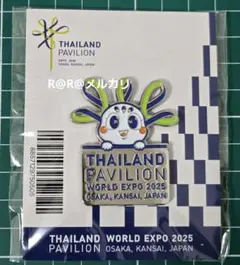 THAILAND
PAVILION
EXPO 2025
OSAKA, KANSAI, JAPAN
R@R@メルカリ
THAILAND
PAVILION
WORLD EXPO 2025
OSAKA, KANSAI, JAPAN
THAILAND WORLD EXPO 2025
PAVILION OSAKA, KANSAI, JAPAN